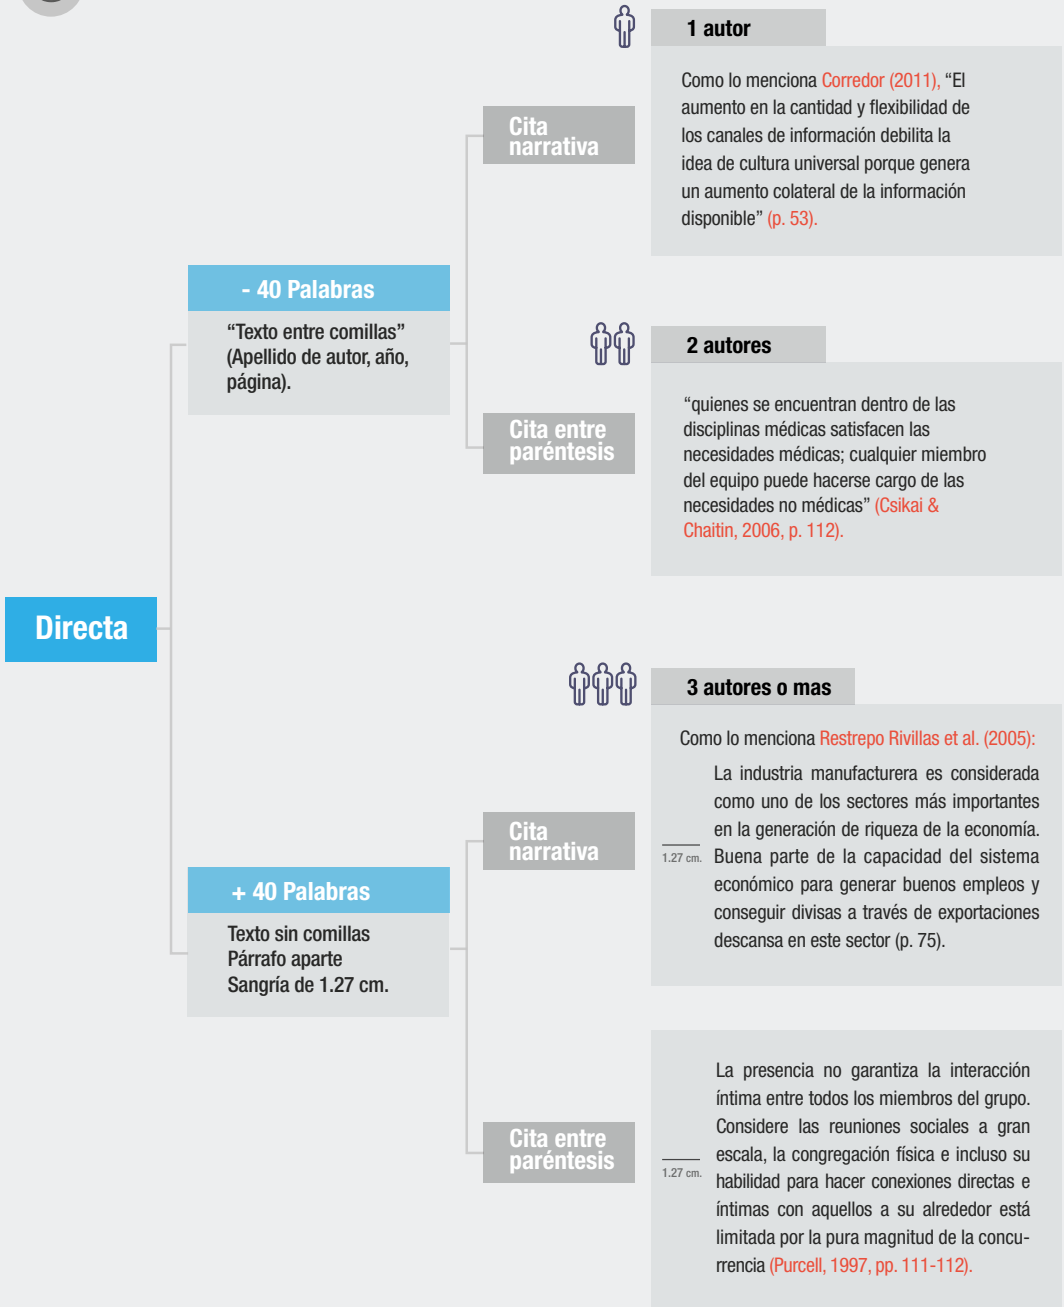 Directa
- 40 Palabras
“Texto entre comillas”
(Apellido de autor, año,
página).
Cita
narrativa
1 autor
Como lo menciona Corredor (2011), “El
aumento en la cantidad y flexibilidad de
los canales de información debilita la
idea de cultura universal porque genera
un aumento colateral de la información
disponible” (p. 53).
Cita entre
paréntesis
2 autores
“quienes se encuentran dentro de las
disciplinas médicas satisfacen las
necesidades médicas; cualquier miembro
del equipo puede hacerse cargo de las
necesidades no médicas” (Csikai &
Chaitin, 2006, p. 112).
+ 40 Palabras
Texto sin comillas
Párrafo aparte
Sangría de 1.27 cm.
Cita
narrativa
3 autores o mas
Como lo menciona Restrepo Rivillas et al. (2005):
La industria manufacturera es considerada
como uno de los sectores más importantes
en la generación de riqueza de la economía.
1.27 cm.
Buena parte de la capacidad del sistema
económico para generar buenos empleos y
conseguir divisas a través de exportaciones
descansa en este sector (p. 75).
Cita entre
paréntesis
La presencia no garantiza la interacción
íntima entre todos los miembros del grupo.
Considere las reuniones sociales a gran
escala, la congregación física e incluso su
1.27 cm.
habilidad para hacer conexiones directas e
íntimas con aquellos a su alrededor está
limitada por la pura magnitud de la concu-
rrencia (Purcell, 1997, pp. 111-112).